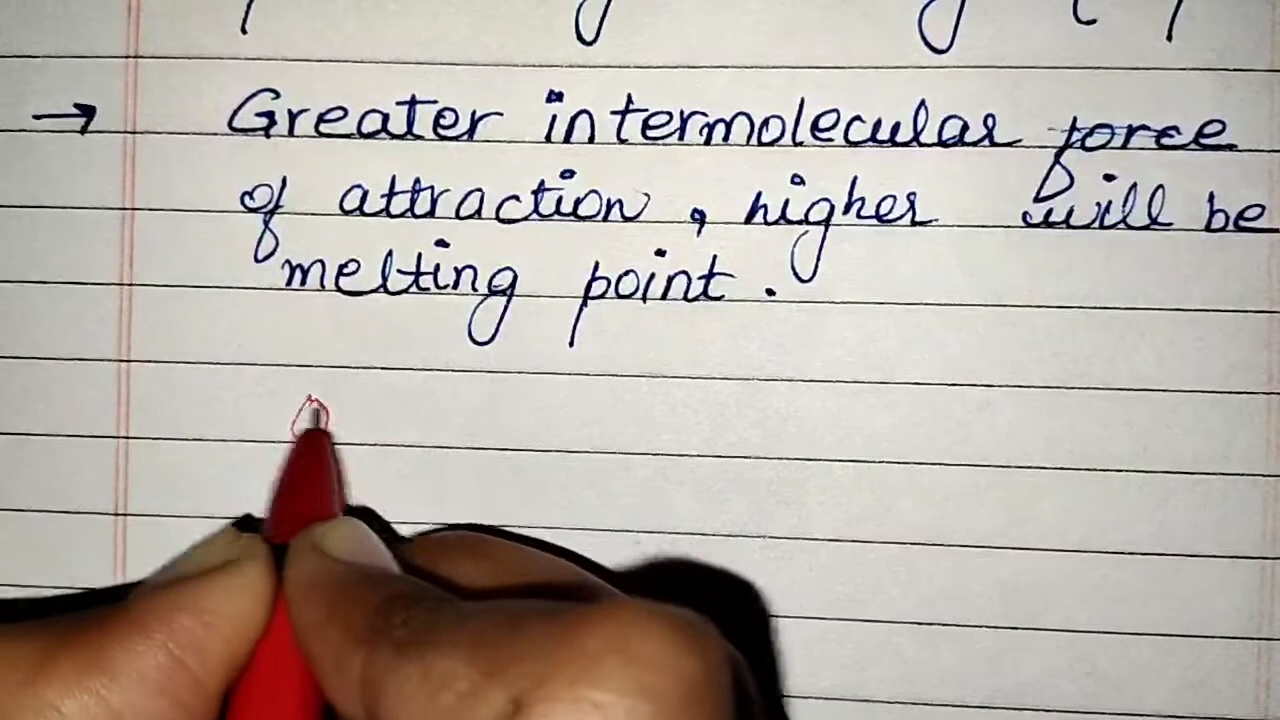 → Greater intermolecular force
of attraction, higher will be
melting point.